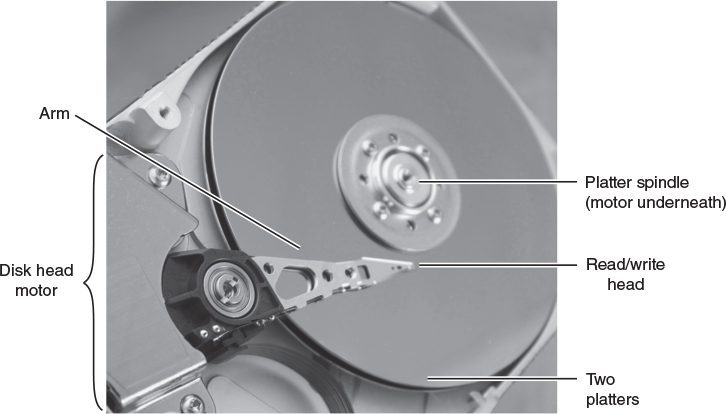 Arm
Platter spindle
(motor underneath)
Disk head
motor
Read/write
head
Two
platters